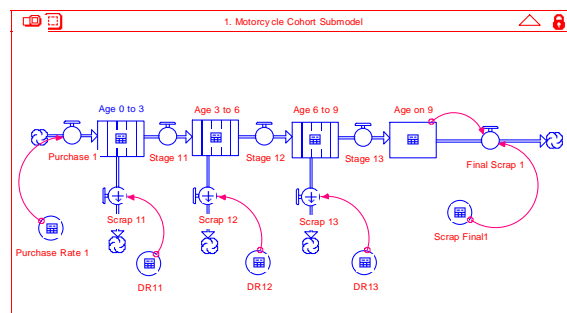 1. Motorcycle Cohort Submodel
Age 0 to 3
Age 3 to 6
Age 6 to 9
Age on 9
Purchase 1
Stage 11
Stage 12
Stage 13
Final Scrap 1
Scrap 11
Scrap 12
Scrap 13
Purchase Rate 1
DR11
DR12
DR13
Scrap Final1